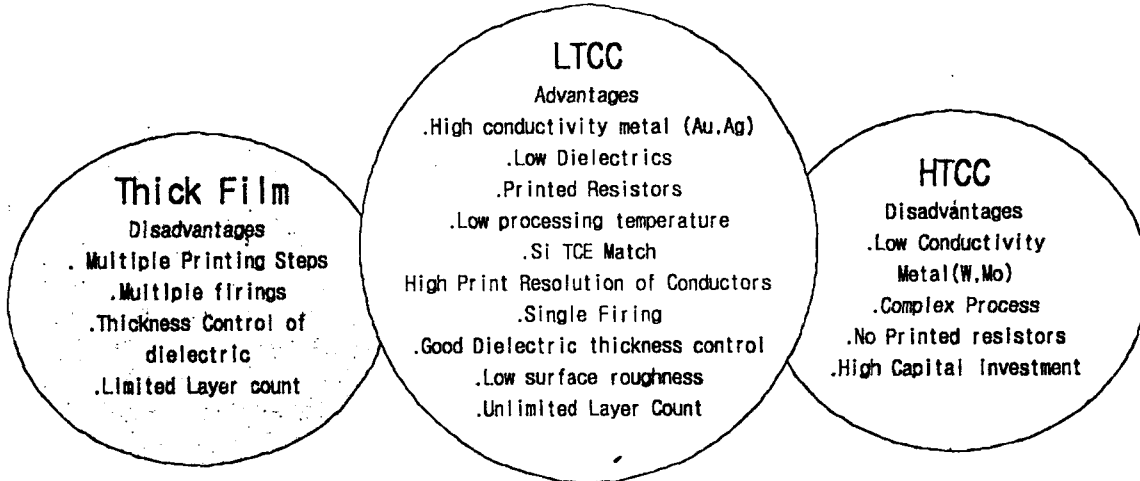 Thick Film
Disadvantages
. Multiple Printing Steps
.Multiple firings
.Thickness Control of
dielectric
.Limited Layer count
LTCC
Advantages
.High conductivity metal (Au,Ag)
.Low Dielectrics
.Printed Resistors
.Low processing temperature
.Si TCE Match
High Print Resolution of Conductors
.Single Firing
.Good Dielectric thickness control
.Low surface roughness
.Unlimited Layer Count
HTCC
Disadvantages
.Low Conductivity
Metal(W,Mo)
.Complex Process
.No Printed resistors
.High Capital Investment